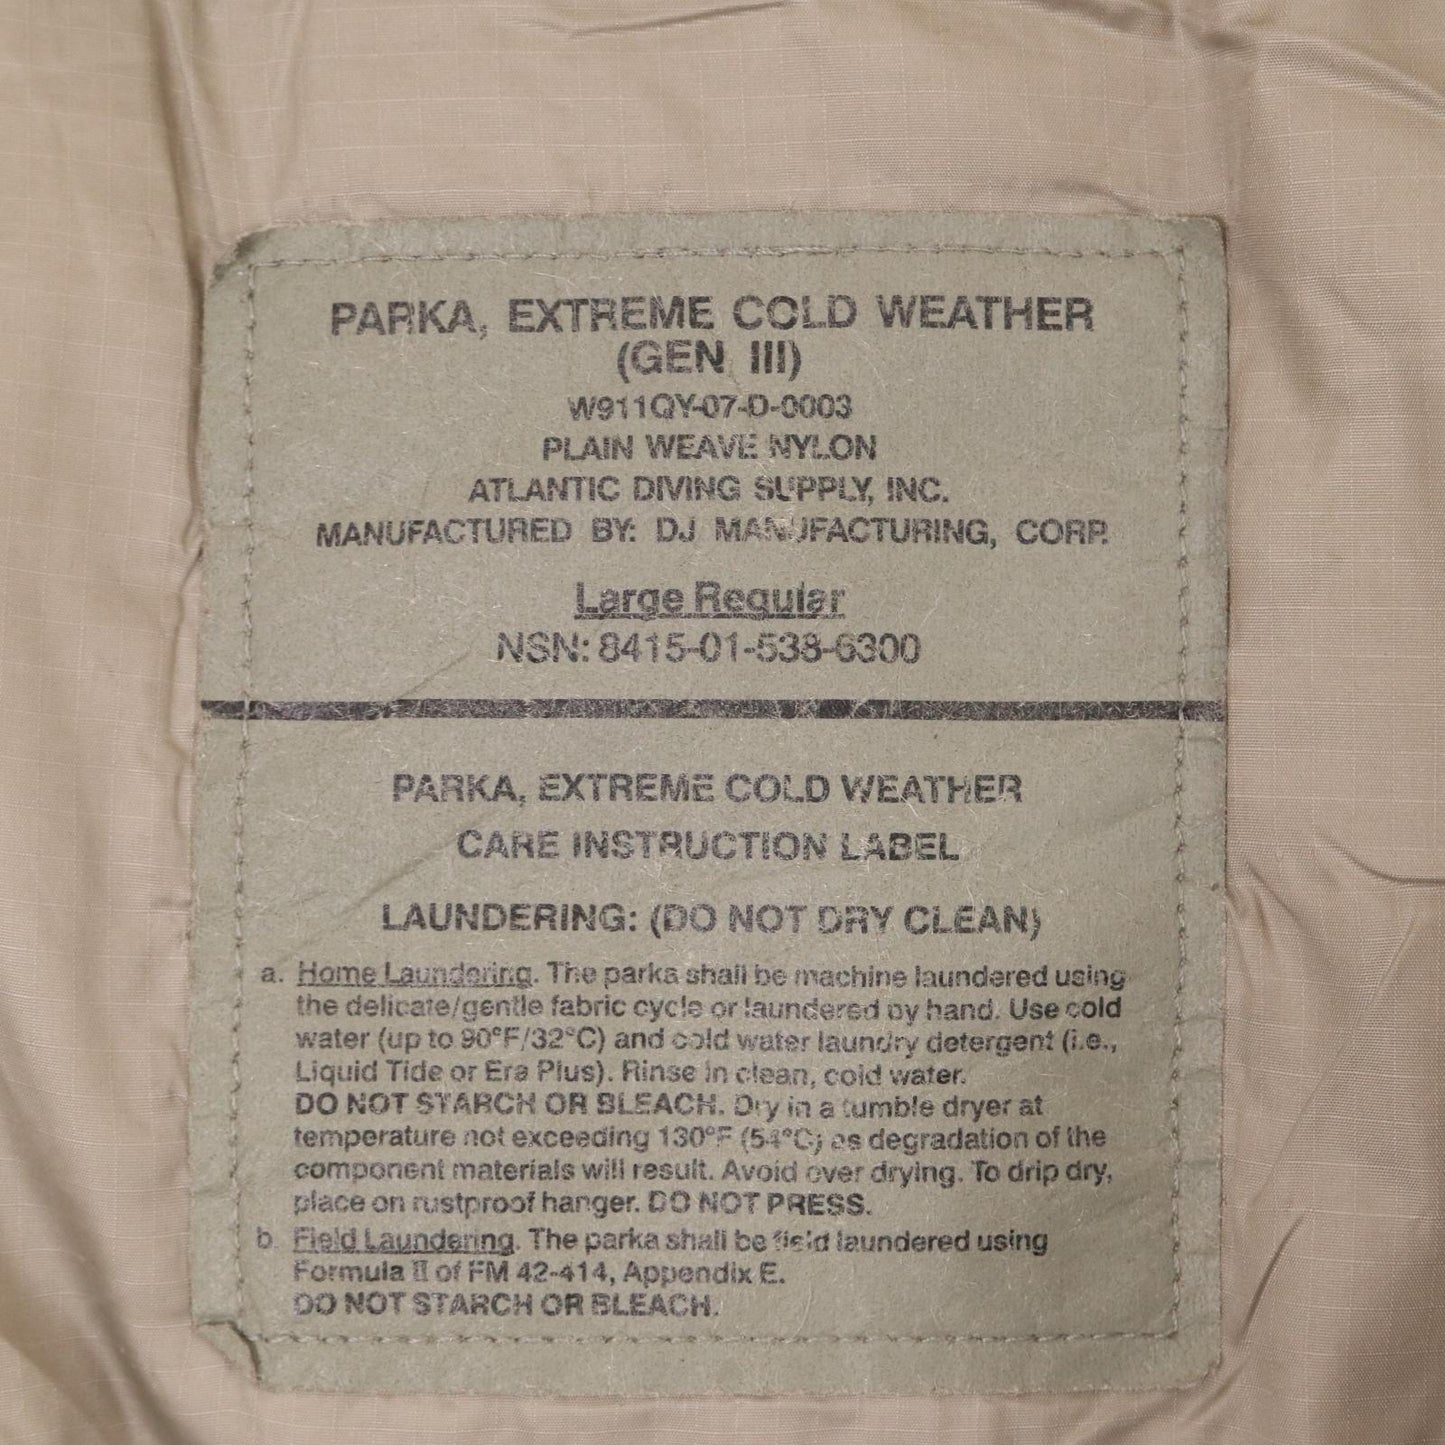 PARKA, EXTREME COLD WEATHER
(GEN III)
W911QY-07-D-0003
PLAIN WEAVE NYLON
ATLANTIC DIVING SUPPLY, INC.
MANUFACTURED BY: DJ MANUFACTURING, CORP.
Large Regular
NSN: 8415-01-538-6300
PARKA, EXTREME COLD WEATHER
CARE INSTRUCTION LABEL
LAUNDERING: (DO NOT DRY CLEAN)
a. Home Laundering. The parka shall be machine laundered using
the delicate/gentle fabric cycle or laundered by hand. Use cold
water (up to 90°F/32°C) and cold water laundry detergent (i.e.,
Liquid Tide or Era Plus). Rinse in clean, cold water.
DO NOT STARCH OR BLEACH. Dry in a tumble dryer at
temperature not exceeding 130°F (54°C) as degradation of the
component materials will result. Avoid over drying. To drip dry,
place on rustproof hanger. DO NOT PRESS.
b. Field Laundering. The parka shall be field laundered using
Formula II of FM 42-414, Appendix E.
DO NOT STARCH OR BLEACH.